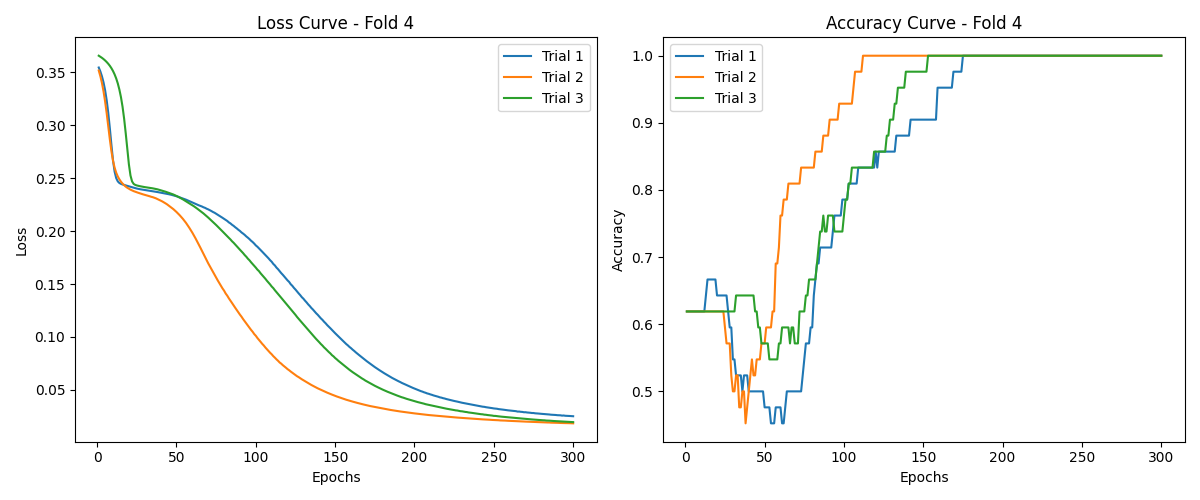 Loss Curve - Fold 4
Loss
0.35
0.30
0.25
0.20
0.15
0.10
0.05
0 50 100 150 200 250 300
Epochs
Trial 1
Trial 2
Trial 3
Accuracy Curve - Fold 4
Accuracy
1.0
0.9
0.8
0.7
0.6
0.5
0 50 100 150 200 250 300
Epochs
Trial 1
Trial 2
Trial 3